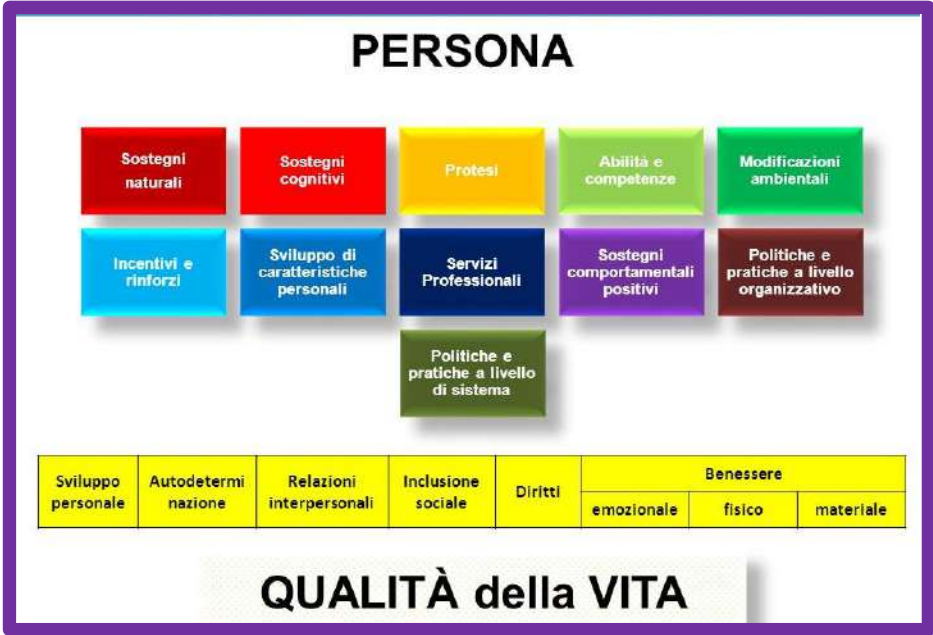 PERSONA
Sostegni
naturali
Sostegni
cognitivi
Protesi
Abilità e
competenze
Modificazioni
ambientali
Incentivi e
rinforzi
Sviluppo di
caratteristiche
personali
Servizi
Professionali
Sostegni
comportamentali
positivi
Politiche e
pratiche a livello
organizzativo
Politiche e
pratiche a livello
di sistema
Sviluppo
personale
Autodetermi
nazione
Relazioni
interpersonali
Inclusione
sociale
Diritti
Benessere
emozionale
fisico
materiale
QUALITÀ della VITA